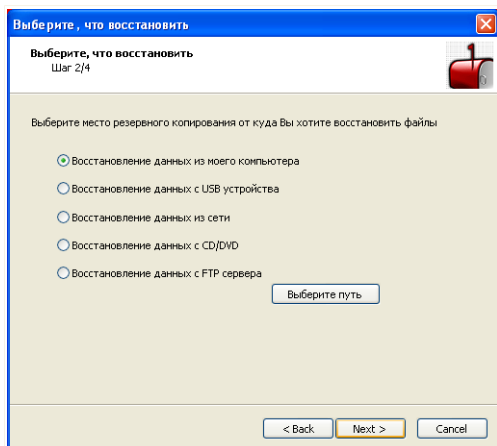 Выберите, что восстановить
Выберите, что восстановить
Шаг 2/4
Выберите место резервного копирования от куда Вы хотите восстановить файлы
Восстановление данных из моего компьютера
Восстановление данных с USB устройства
Восстановление данных из сети
Восстановление данных с CD/DVD
Восстановление данных с FTP сервера
Выберите путь
< Back Next > Cancel